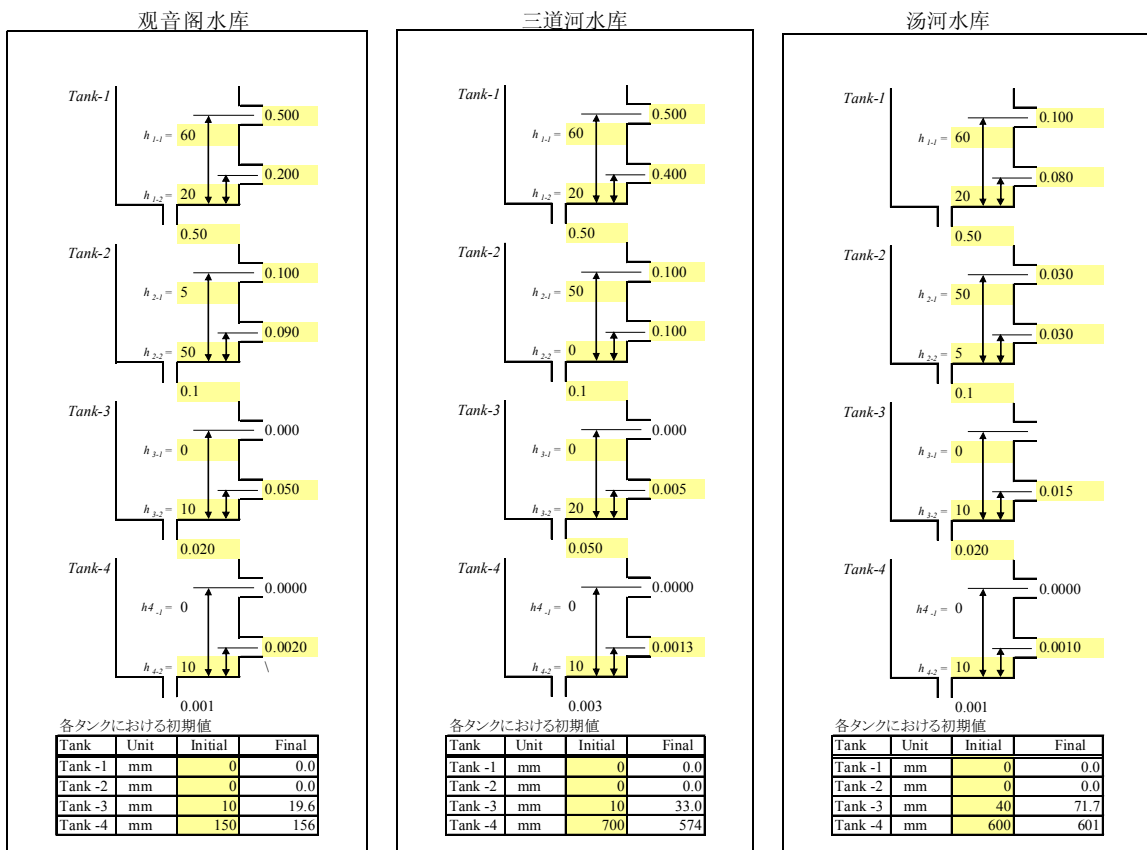 观音阁水库
Tank-1
0.500
h 1-1 = 60
0.200
h 1-2 = 20
0.50
Tank-2
0.100
h 2-1 = 5
0.090
h 2-2 = 50
0.1
Tank-3
0.000
h 3-1 = 0
0.050
h 3-2 = 10
0.020
Tank-4
0.0000
h4 -1 = 0
0.0020
h 4-2 = 10 \
0.001
各タンクにおける初期値
Tank Unit Initial Final
Tank -1 mm 0 0.0
Tank -2 mm 0 0.0
Tank -3 mm 10 19.6
Tank -4 mm 150 156
三道河水库
Tank-1
0.500
h 1-1 = 60
0.400
h 1-2 = 20
0.50
Tank-2
0.100
h 2-1 = 50
0.100
h 2-2 = 0
0.1
Tank-3
0.000
h 3-1 = 0
0.005
h 3-2 = 20
0.050
Tank-4
0.0000
h4 -1 = 0
0.0013
h 4-2 = 10
0.003
各タンクにおける初期値
Tank Unit Initial Final
Tank -1 mm 0 0.0
Tank -2 mm 0 0.0
Tank -3 mm 10 33.0
Tank -4 mm 700 574
汤河水库
Tank-1
0.100
h 1-1 = 60
0.080
h 1-2 = 20
0.50
Tank-2
0.030
h 2-1 = 50
0.030
h 2-2 = 5
0.1
Tank-3
h 3-1 = 0
0.015
h 3-2 = 10
0.020
Tank-4
0.0000
h4 -1 = 0
0.0010
h 4-2 = 10
0.001
各タンクにおける初期値
Tank Unit Initial Final
Tank -1 mm 0 0.0
Tank -2 mm 0 0.0
Tank -3 mm 40 71.7
Tank -4 mm 600 601